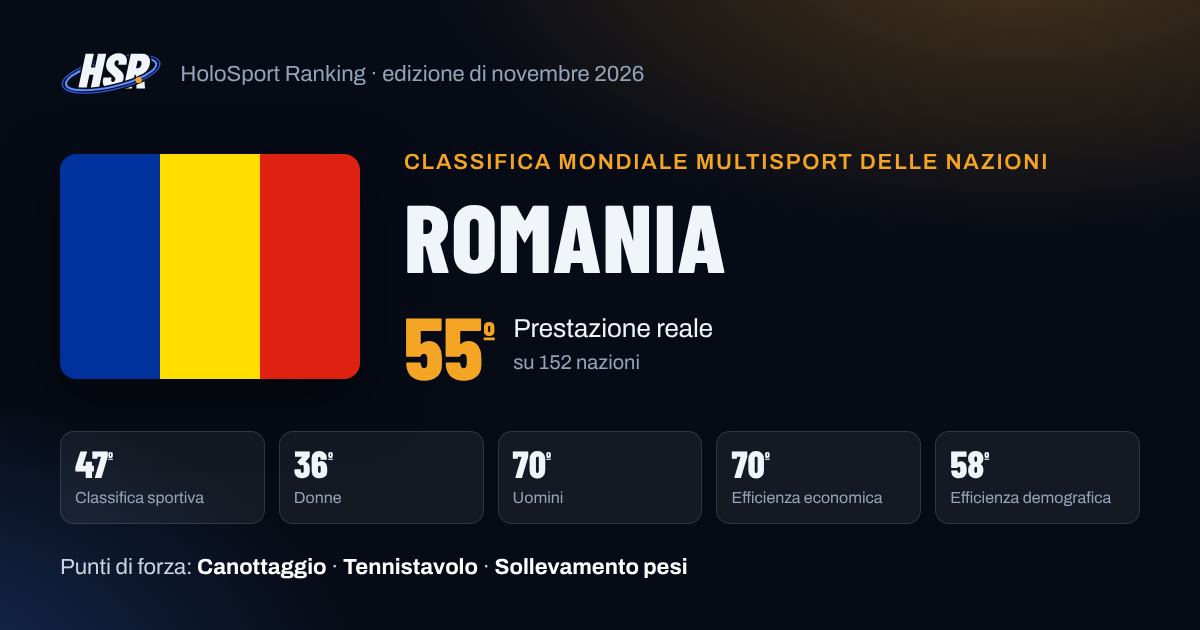 HSR
HoloSport Ranking · edizione di novembre 2026
CLASSIFICA MONDIALE MULTISPORT DELLE NAZIONI
ROMANIA
55º
Prestazione reale
su 152 nazioni
47º
Classifica sportiva
36º
Donne
70º
Uomini
70º
Efficienza economica
58º
Efficienza demografica
Punti di forza: Canottaggio · Tennistavolo · Sollevamento pesi